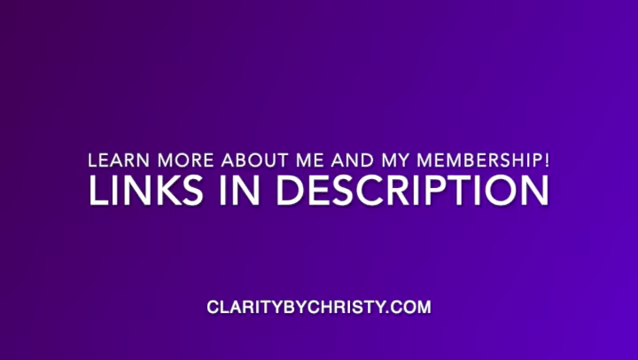 LEARN MORE ABOUT ME AND MY MEMBERSHIP!
LINKS IN DESCRIPTION
CLARITYBYCHRISTY.COM